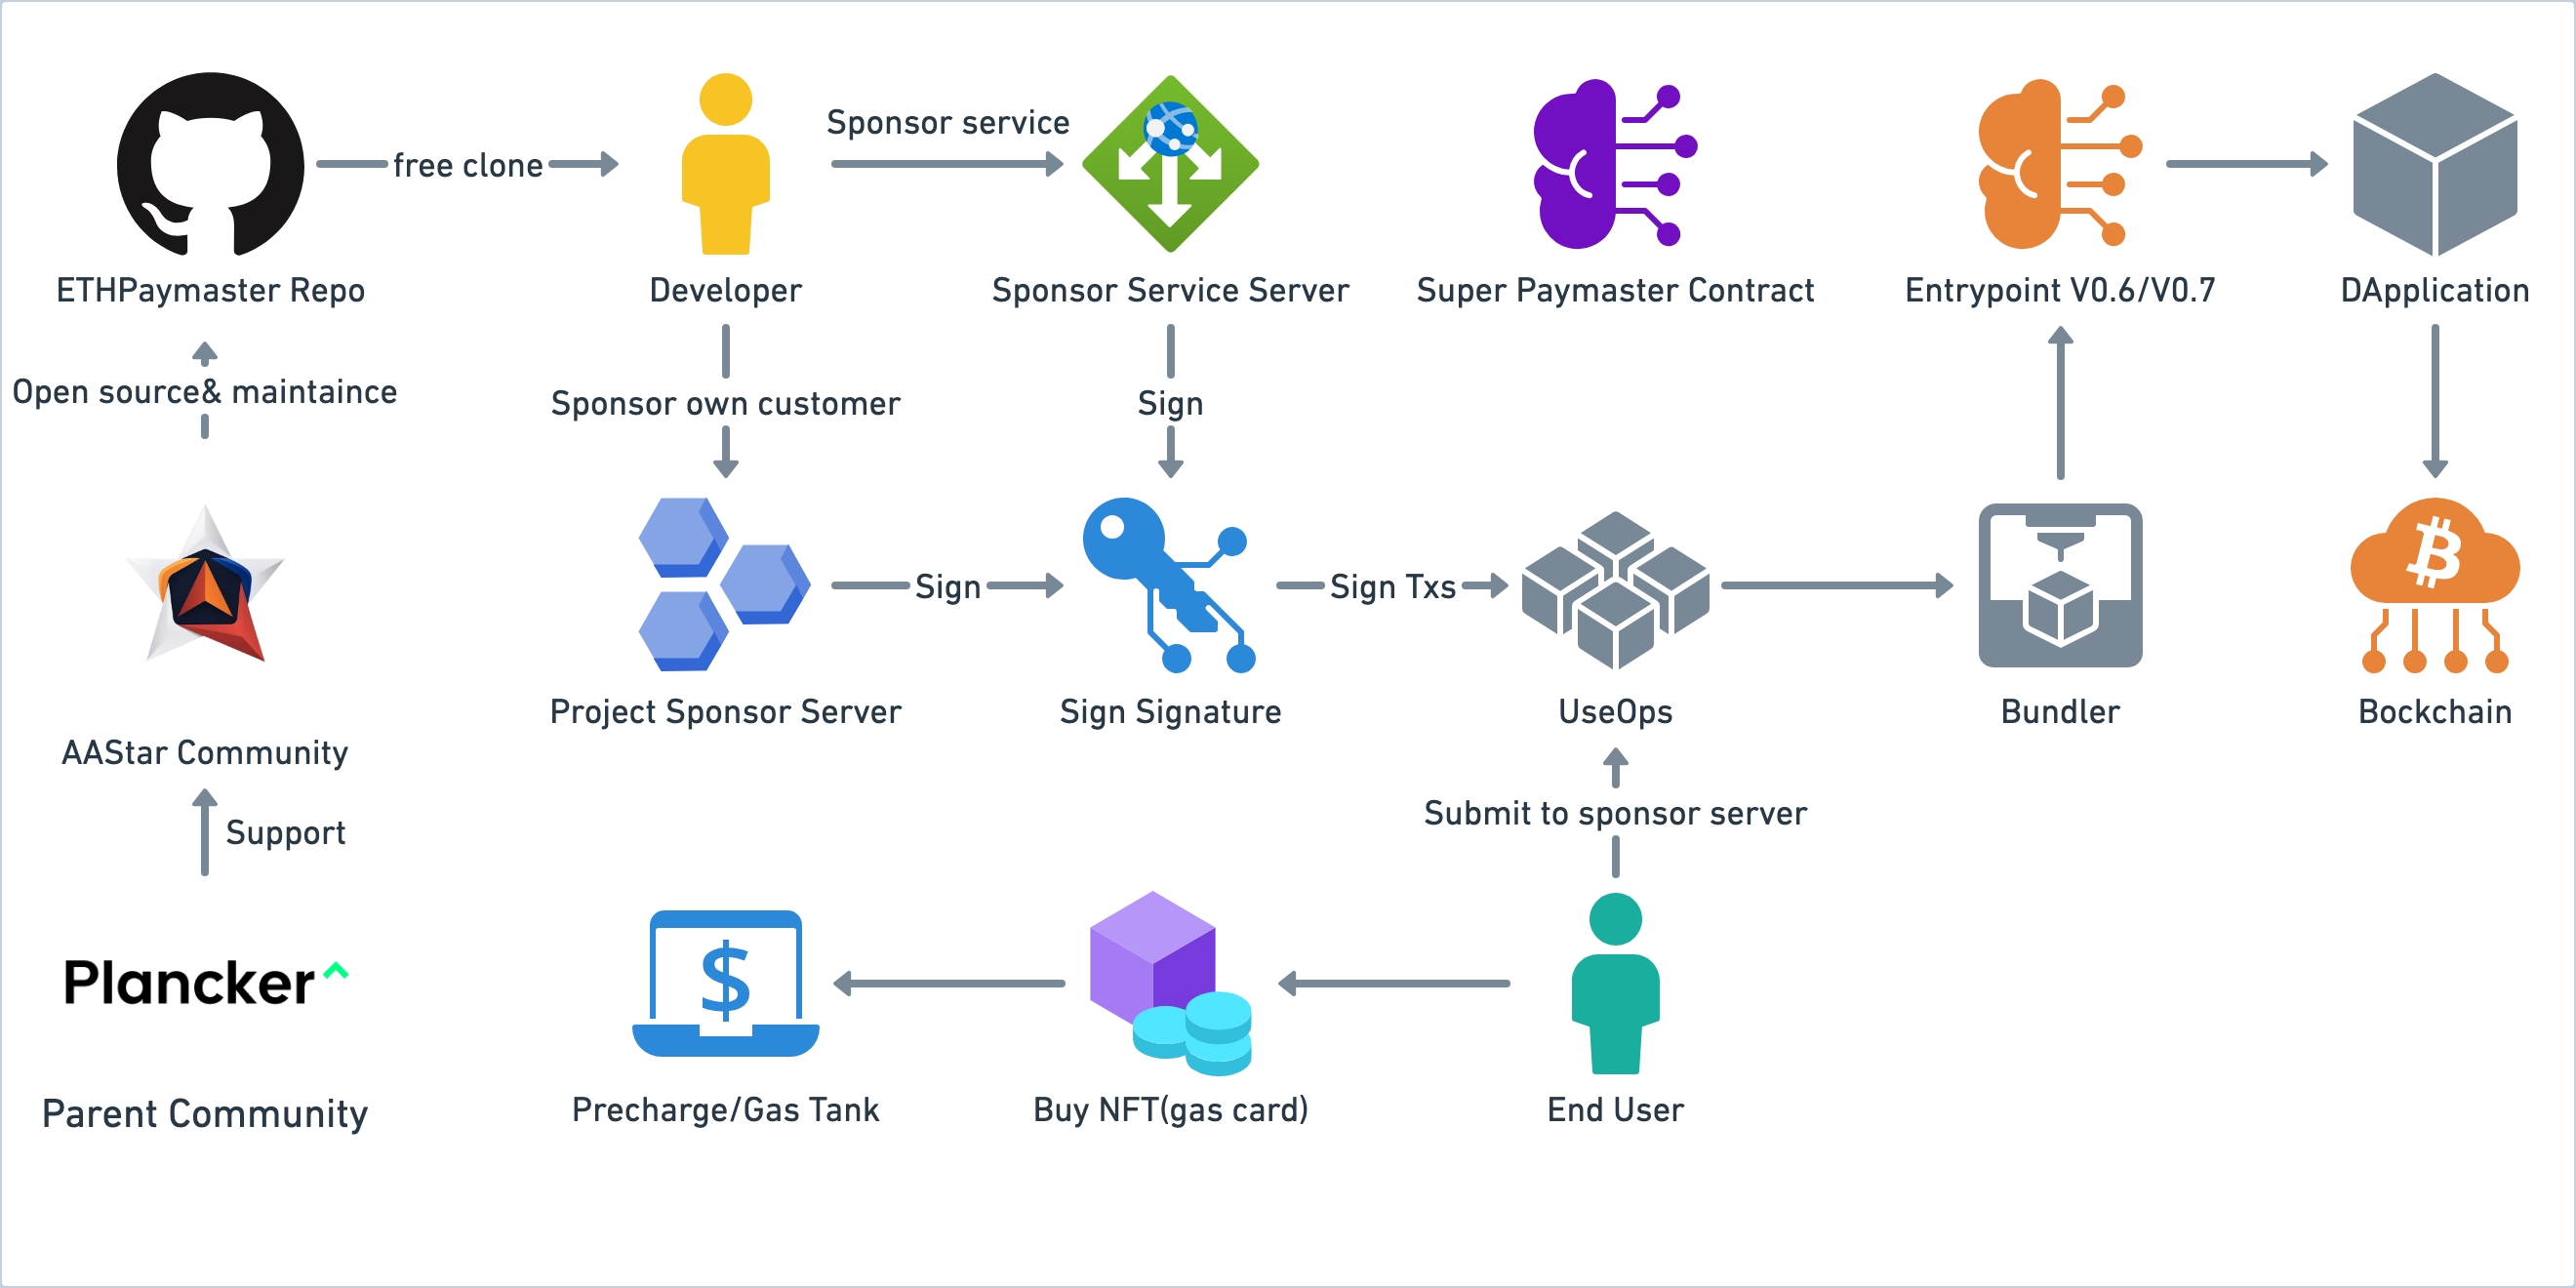 Sponsor service
free clone
ETHPaymaster Repo
Developer
Sponsor Service Server
Super Paymaster Contract
Entrypoint V0.6/V0.7
DApplication
Open source& maintaince
Sponsor own customer
Sign
Sign
Sign Txs
Project Sponsor Server
Sign Signature
UseOps
Bundler
Bockchain
AAStar Community
Support
Submit to sponsor server
$
Plancker^
Precharge/Gas Tank
Buy NFT(gas card)
End User
Parent Community